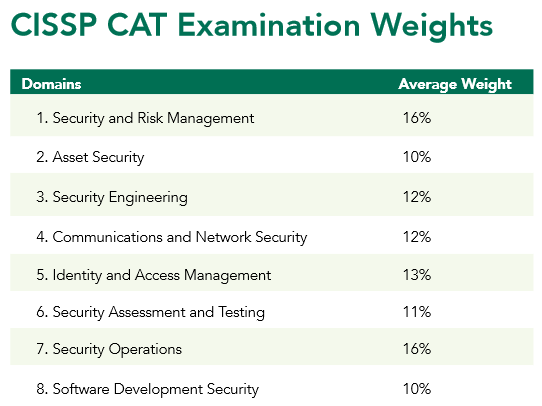 CISSP CAT Examination Weights
Domains Average Weight
1. Security and Risk Management 16%
2. Asset Security 10%
3. Security Engineering 12%
4. Communications and Network Security 12%
5. Identity and Access Management 13%
6. Security Assessment and Testing 11%
7. Security Operations 16%
8. Software Development Security 10%